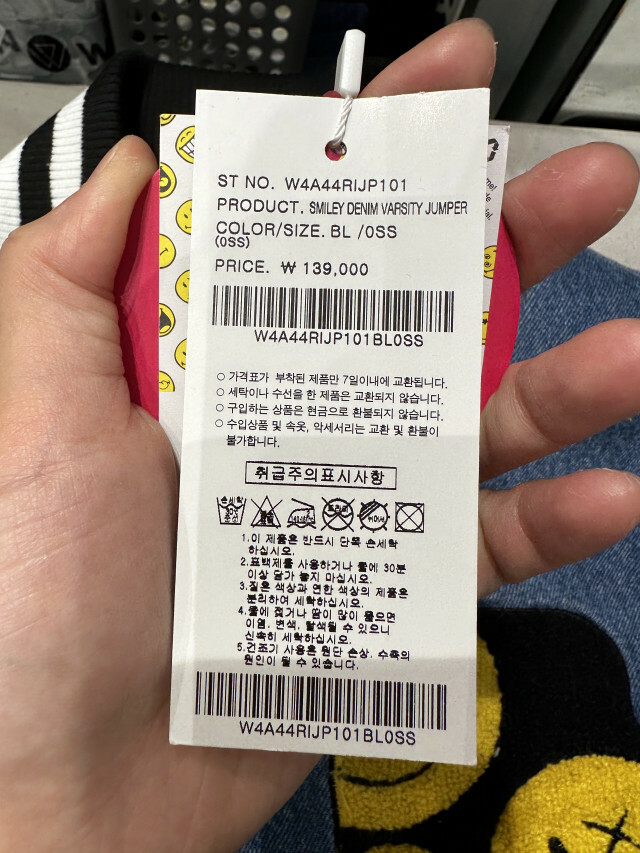 ST NO. W4A44RIJP101
PRODUCT. SMILEY DENIM VARSITY JUMPER
COLOR/SIZE. BL /0SS
(0SS)
PRICE. ₩ 139,000
W4A44RIJP101BL0SS
○ 가격표가 부착된 제품만 7일이내에 교환됩니다.
○ 세탁이나 수선을 한 제품은 교환되지 않습니다.
○ 구입하는 상품은 현금으로 환불되지 않습니다.
○ 수입상품 및 속옷, 악세서리는 교환 및 환불이
불가합니다.
취급주의표시사항
손세탁
30℃
중성
드라이
1.이 제품은 반드시 단독 손세탁
하십시오.
2.표백제를 사용하거나 물에 30분
이상 담가 놓지 마십시오.
3.짙은 색상과 연한 색상의 제품은
분리하여 세탁하십시오.
4.물에 젖거나 땀이 많이 묻으면
이염, 변색, 탈색될 수 있으니
신속히 세탁하십시오.
5.건조기 사용은 원단 손상, 수축의
원인이 될 수 있습니다.
W4A44RIJP101BL0SS